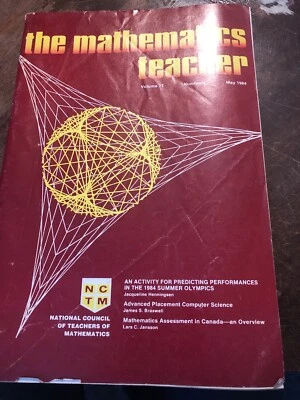 the mathematics
teacher
Volume
May 1984
N C
T M
NATIONAL COUNCIL
OF TEACHERS OF
MATHEMATICS
AN ACTIVITY FOR PREDICTING PERFORMANCES
IN THE 1984 SUMMER OLYMPICS
Jacqueline Henningsen
Advanced Placement Computer Science
James S. Braswell
Mathematics Assessment in Canada—an Overview
Lars C. Jansson